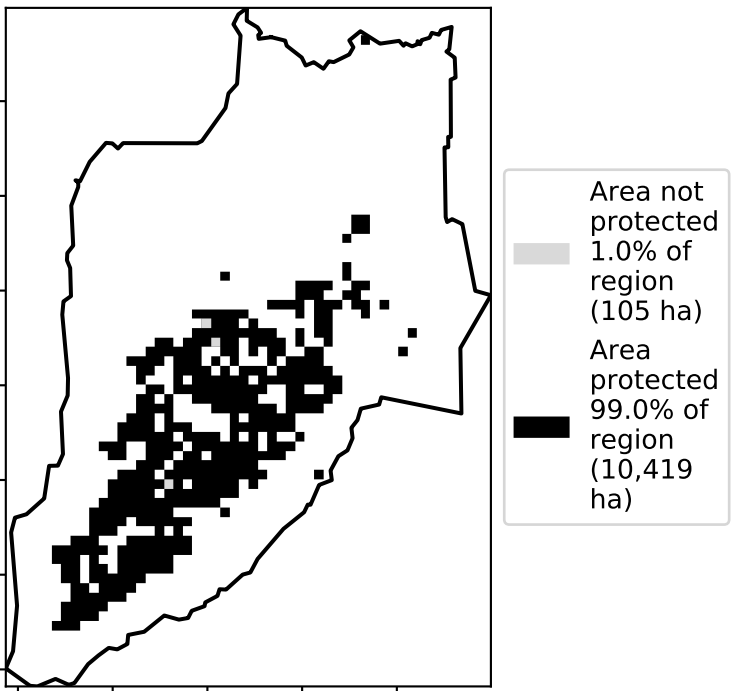 Area not
protected
1.0% of
region
(105 ha)
Area
protected
99.0% of
region
(10,419
ha)